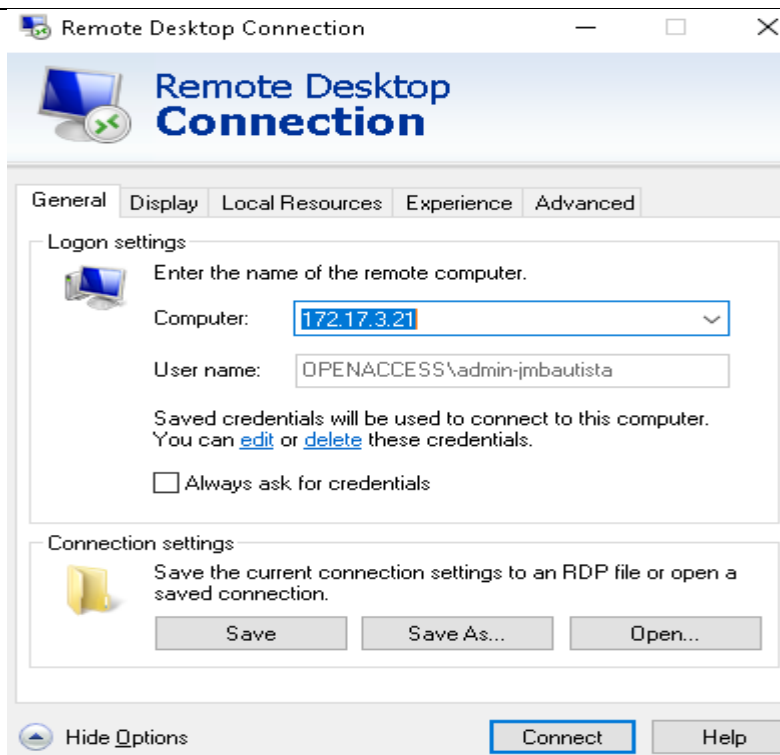 Remote Desktop Connection
Remote Desktop
Connection
General Display Local Resources Experience Advanced
Logon settings
Enter the name of the remote computer.
Computer: 172.17.3.21
User name: OPENACCESS\admin-jmbautista
Saved credentials will be used to connect to this computer.
You can edit or delete these credentials.
Always ask for credentials
Connection settings
Save the current connection settings to an RDP file or open a
saved connection.
Save Save As... Open...
Hide Options Connect Help